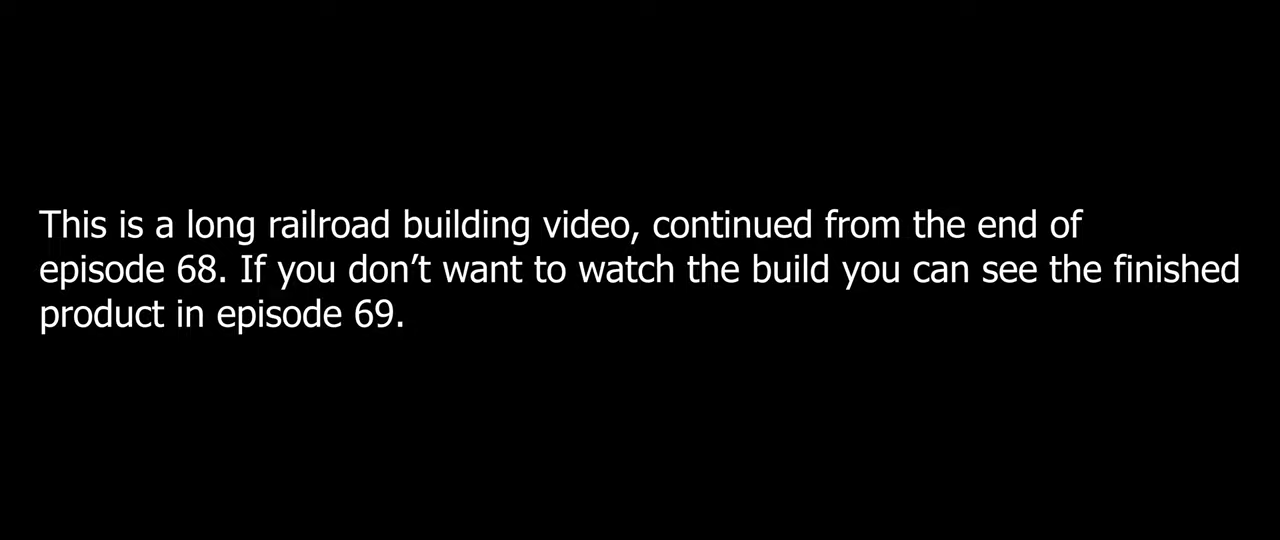 This is a long railroad building video, continued from the end of
episode 68. If you don’t want to watch the build you can see the finished
product in episode 69.